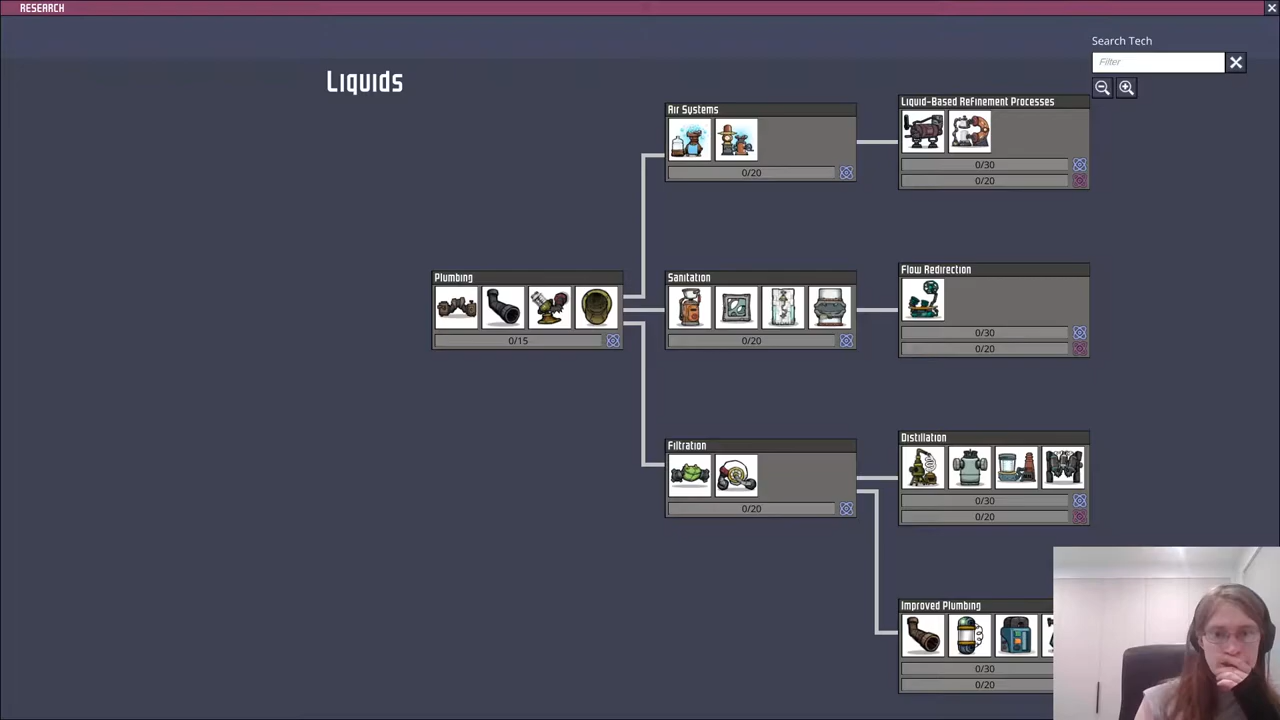 RESEARCH
Search Tech
Filter
Liquids
Air Systems
0/20
Liquid-Based Refinement Processes
0/30
0/20
Plumbing
0/15
Sanitation
0/20
Flow Redirection
0/30
0/20
Filtration
0/20
Distillation
0/30
0/20
Improved Plumbing
0/30
0/20